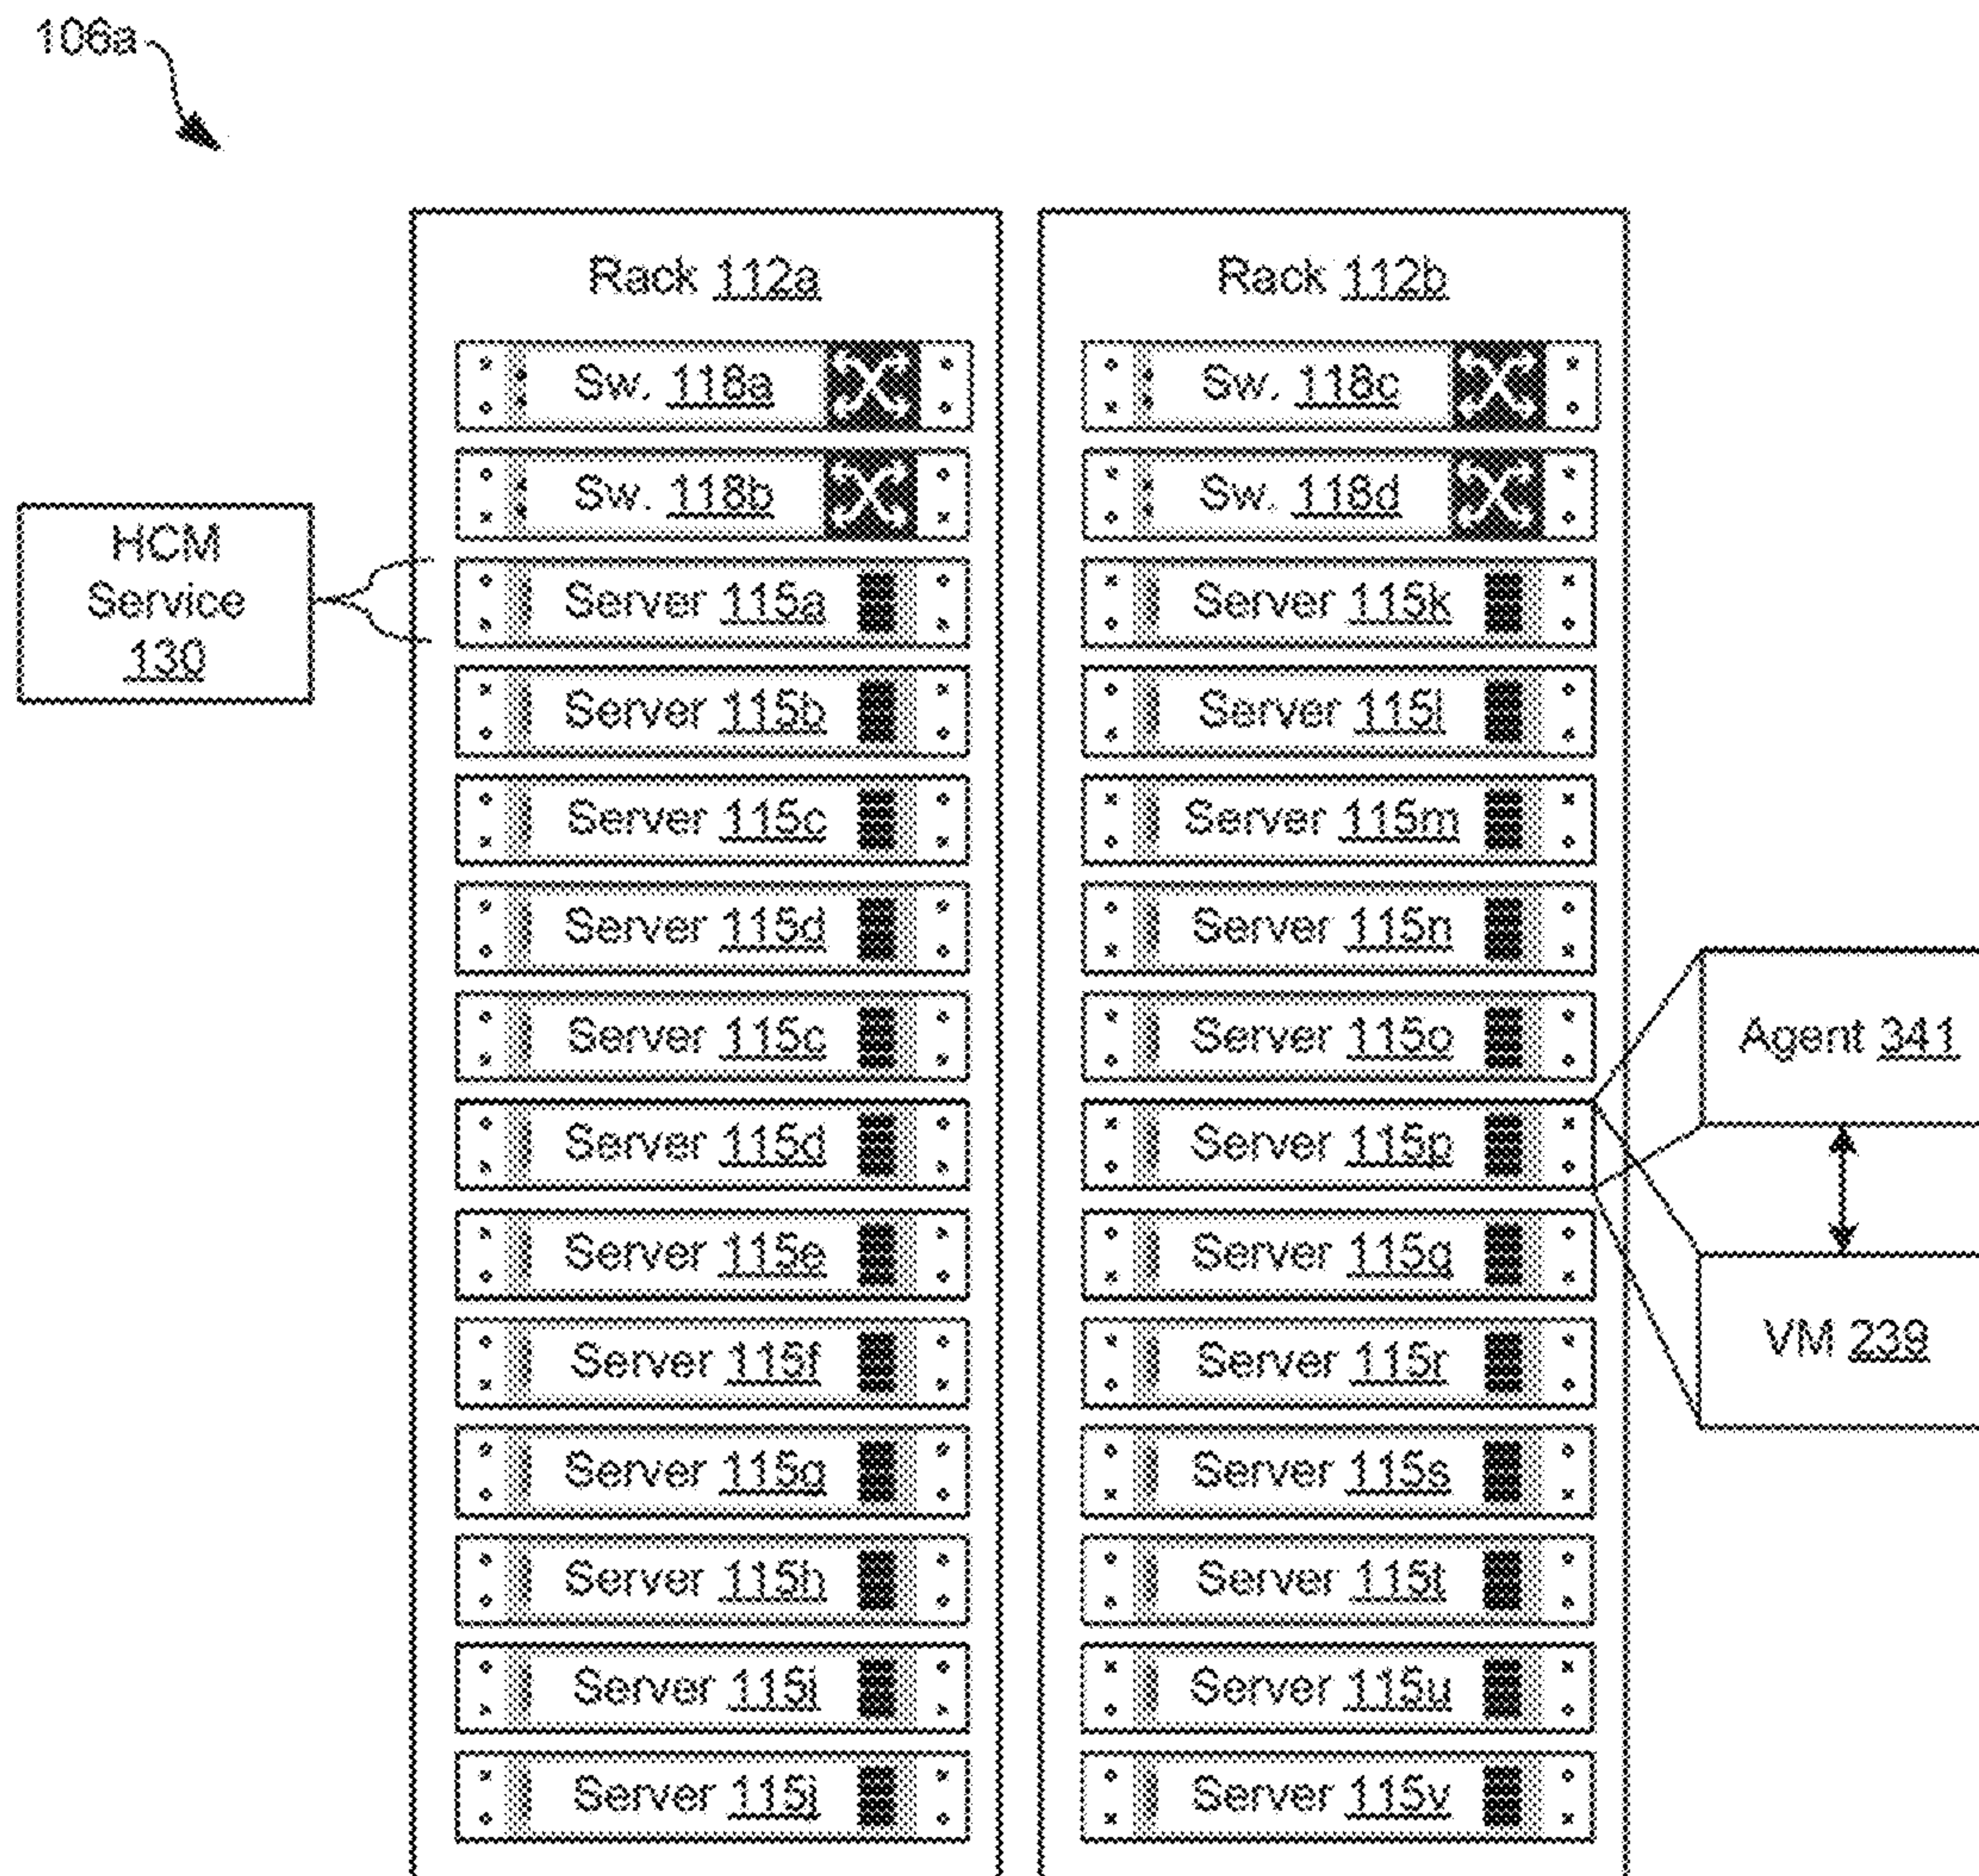 106a
Rack 112a
Sw. 118a
Sw. 118b
HCM
Service
130
Server 115a
Server 115b
Server 115c
Server 115d
Server 115c
Server 115d
Server 115e
Server 115f
Server 115g
Server 115h
Server 115i
Server 115j
Rack 112b
Sw. 118c
Sw. 118d
Server 115k
Server 115l
Server 115m
Server 115n
Server 115o
Server 115p
Server 115q
Server 115r
Server 115s
Server 115t
Server 115u
Server 115v
Agent 341
VM 239